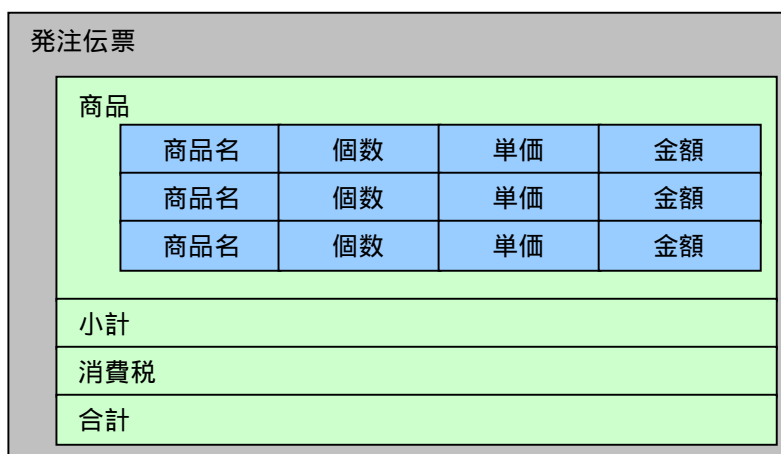 発注伝票
商品
商品名 個数 単価 金額
商品名 個数 単価 金額
商品名 個数 単価 金額
小計
消費税
合計